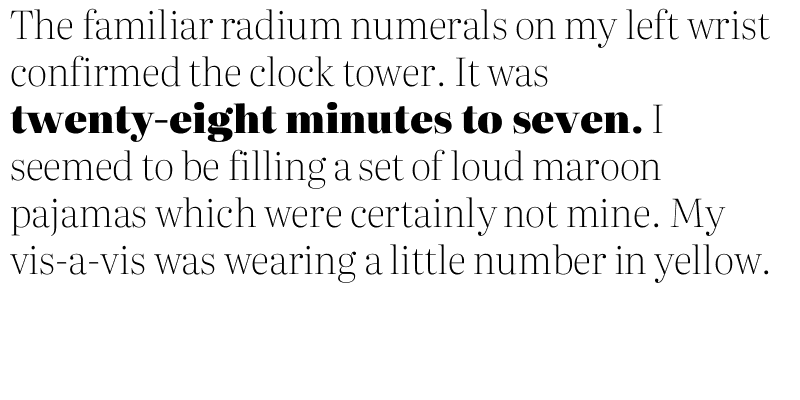 The familiar radium numerals on my left wrist
confirmed the clock tower. It was
twenty-eight minutes to seven. I
seemed to be filling a set of loud maroon
pajamas which were certainly not mine. My
vis-a-vis was wearing a little number in yellow.